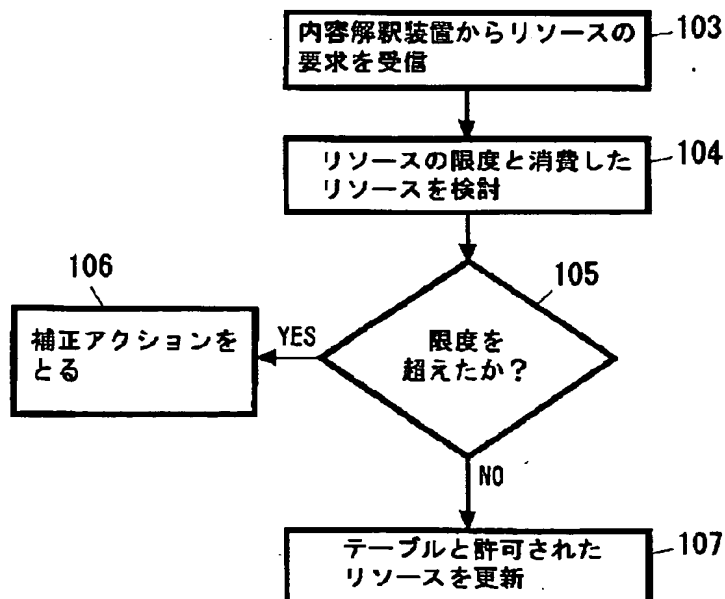 内容解釈装置からリソースの
要求を受信
103
リソースの限度と消費した
リソースを検討
104
105
限度を
超えたか?
106
YES
補正アクションを
とる
NO
テーブルと許可された
リソースを更新
107